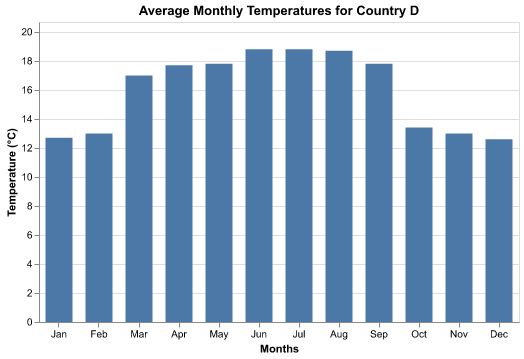 Average Monthly Temperatures for Country D
Temperature (°C)
20
18
16
14
12
10
8
6
4
2
0
Jan Feb Mar Apr May Jun Jul Aug Sep Oct Nov Dec
Months